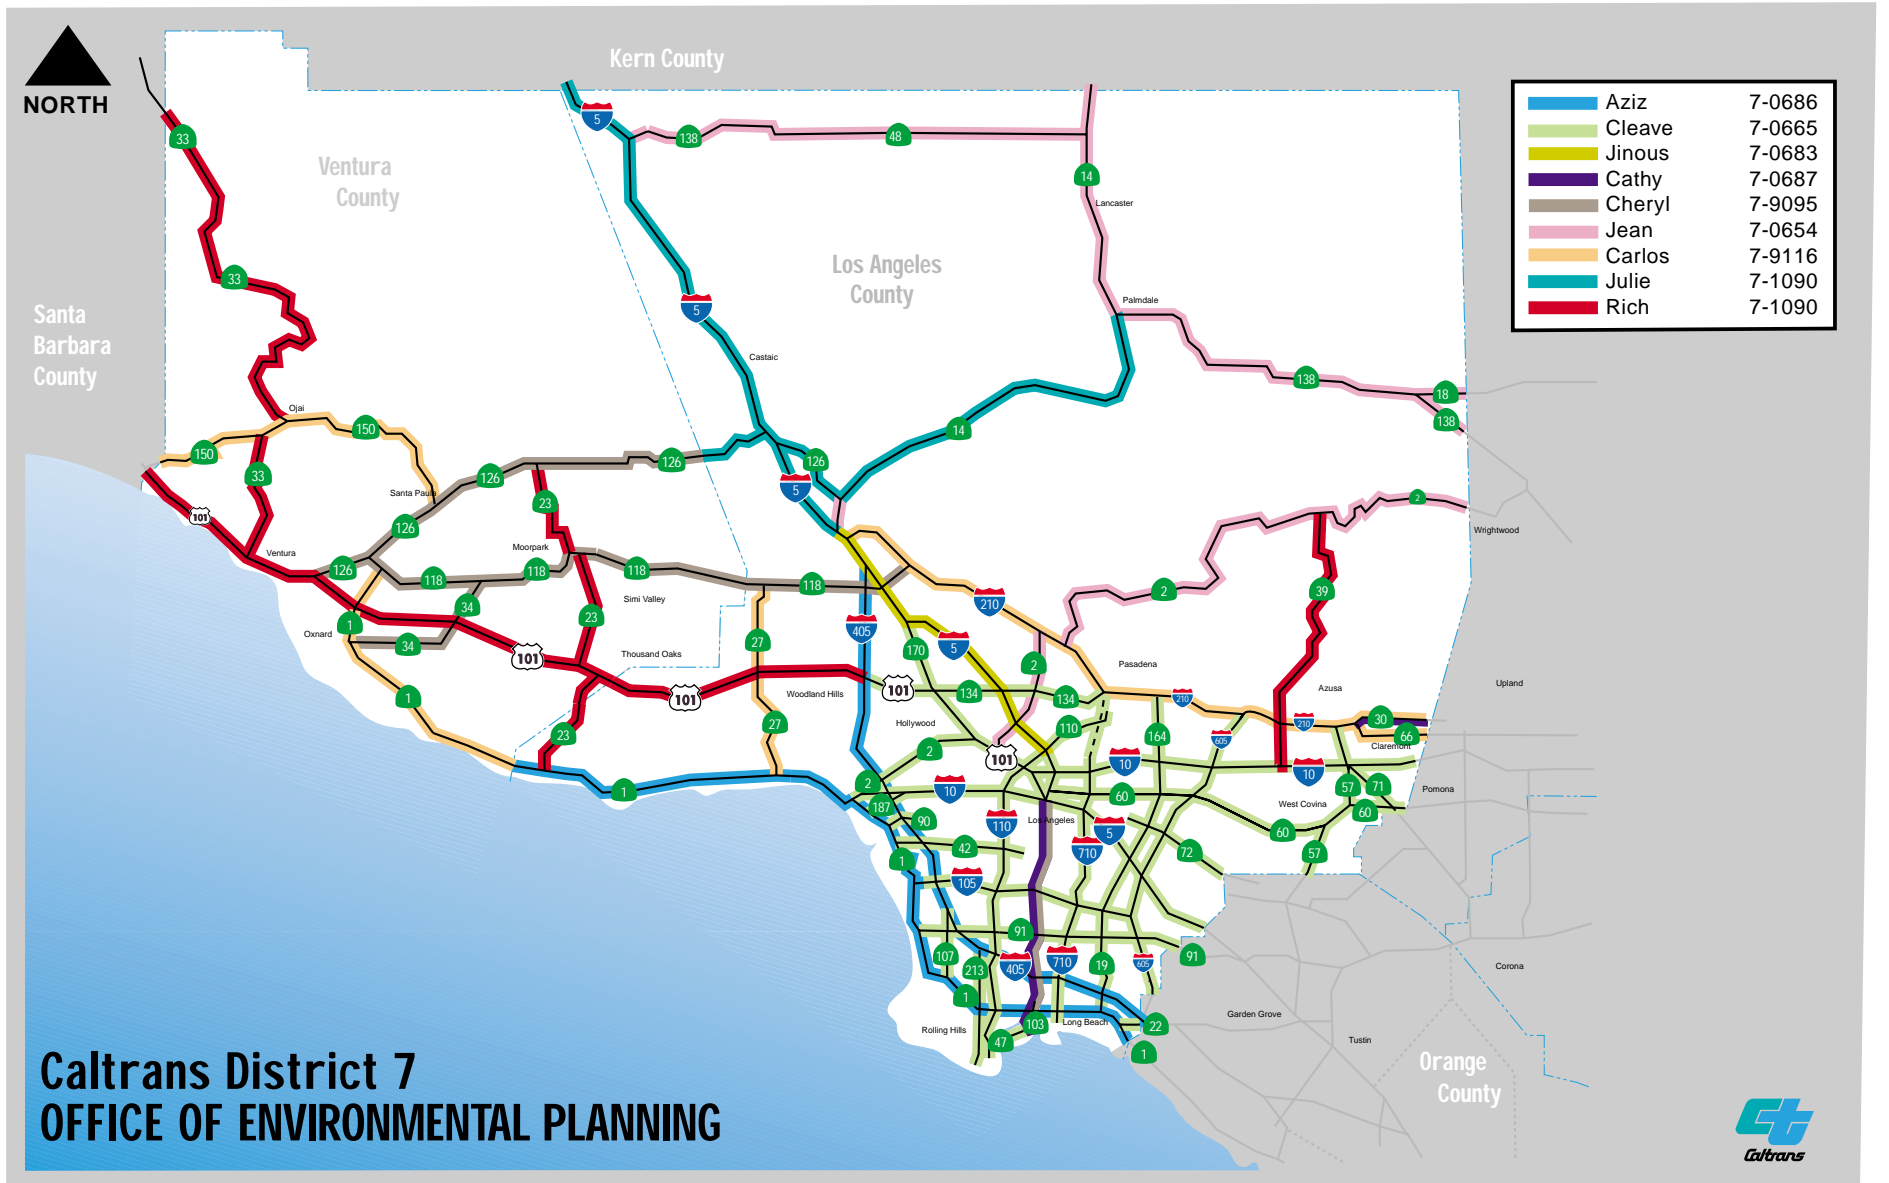 NORTH
Kern County
Ventura
County
Los Angeles
County
Santa
Barbara
County
Aziz 7-0686
Cleave 7-0665
Jinous 7-0683
Cathy 7-0687
Cheryl 7-9095
Jean 7-0654
Carlos 7-9116
Julie 7-1090
Rich 7-1090
33
5
138
48
14
Lancaster
33
5
Palmdale
Castaic
138
18
138
Ojai
150
150
14
33
126
126
126
5
Santa Paula
23
2
101
126
Wrightwood
Ventura
Moorpark
126
118
118
118
118
Simi Valley
210
2
39
34
1
23
405
Oxnard
34
27
170
5
101
Thousand Oaks
2
Pasadena
134
134
101
101
Woodland Hills
210
Azusa
Upland
1
23
27
Hollywood
110
164
605
210
30
66
Claremont
2
101
10
10
1
2
187
10
60
57
71
Pomona
West Covina
60
90
110
Los Angeles
5
60
42
710
72
57
1
105
91
107
213
405
710
19
605
91
Corona
1
103
Long Beach
22
Garden Grove
Rolling Hills
47
1
Tustin
Orange
County
Caltrans District 7
OFFICE OF ENVIRONMENTAL PLANNING
ct
Caltrans